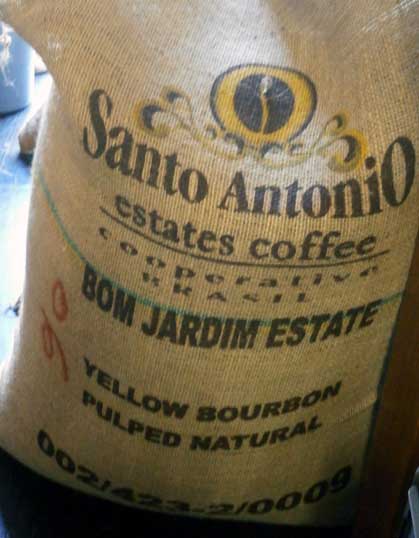 Santo Antonio
estates coffee
cooperative
BRASIL
BOM JARDIM ESTATE
YELLOW BOURBON
PULPED NATURAL
002/423-2/0009